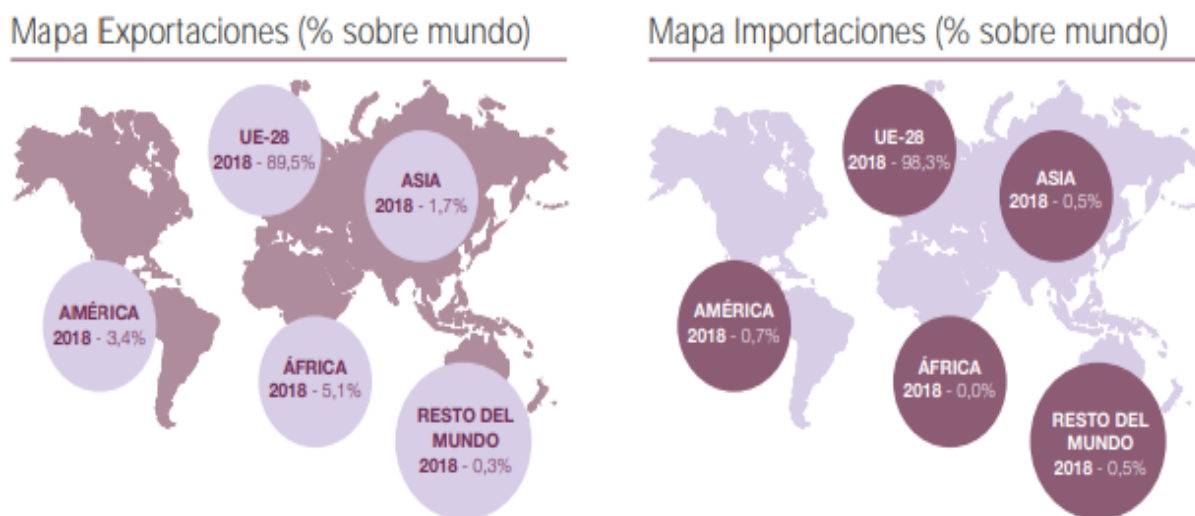 Mapa Exportaciones (% sobre mundo)
UE-28
2018 - 89,5%
ASIA
2018 - 1,7%
AMÉRICA
2018 - 3,4%
ÁFRICA
2018 - 5,1%
RESTO DEL
MUNDO
2018 - 0,3%
Mapa Importaciones (% sobre mundo)
UE-28
2018 - 98,3%
ASIA
2018 - 0,5%
AMÉRICA
2018 - 0,7%
ÁFRICA
2018 - 0,0%
RESTO DEL
MUNDO
2018 - 0,5%